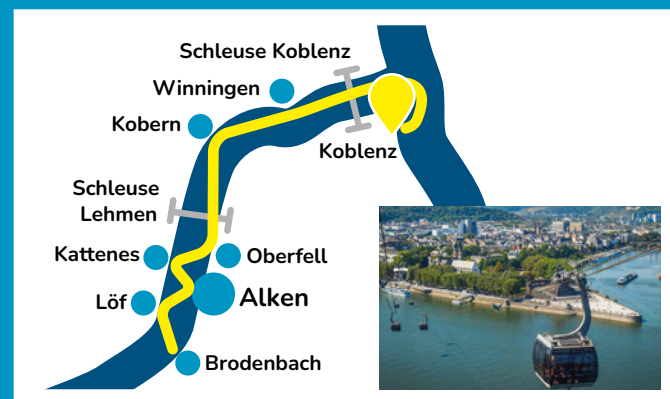 Schleuse Koblenz
Winningen
Kobern
Koblenz
Schleuse
Lehmen
Kattenes
Oberfell
Löf
Alken
Brodenbach